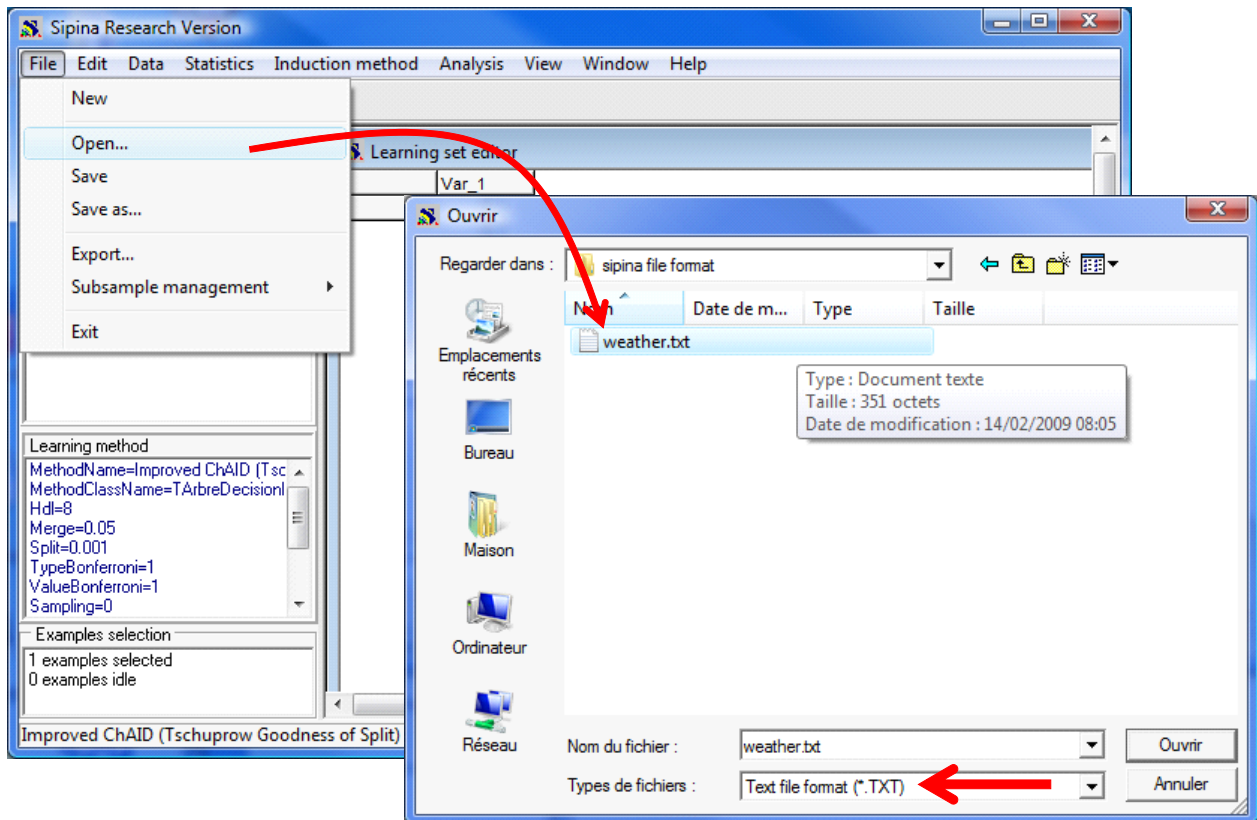 Sipina Research Version
File Edit Data Statistics Induction method Analysis View Window Help
New
Open...
Save
Save as...
Export...
Subsample management
Exit
Learning set editor
Var_1
Learning method
MethodName=Improved ChAID (Tsc
MethodClassName=TArbreDecisionI
Hdl=8
Merge=0.05
Split=0.001
TypeBonferroni=1
ValueBonferroni=1
Sampling=0
Examples selection
1 examples selected
0 examples idle
Improved ChAID (Tschuprow Goodness of Split)
Ouvrir
Regarder dans :
sipina file format
Nom Date de m... Type Taille
weather.txt
Type : Document texte
Taille : 351 octets
Date de modification : 14/02/2009 08:05
Emplacements
récents
Bureau
Maison
Ordinateur
Réseau
Nom du fichier : weather.txt Ouvrir
Types de fichiers : Text file format (*.TXT) Annuler